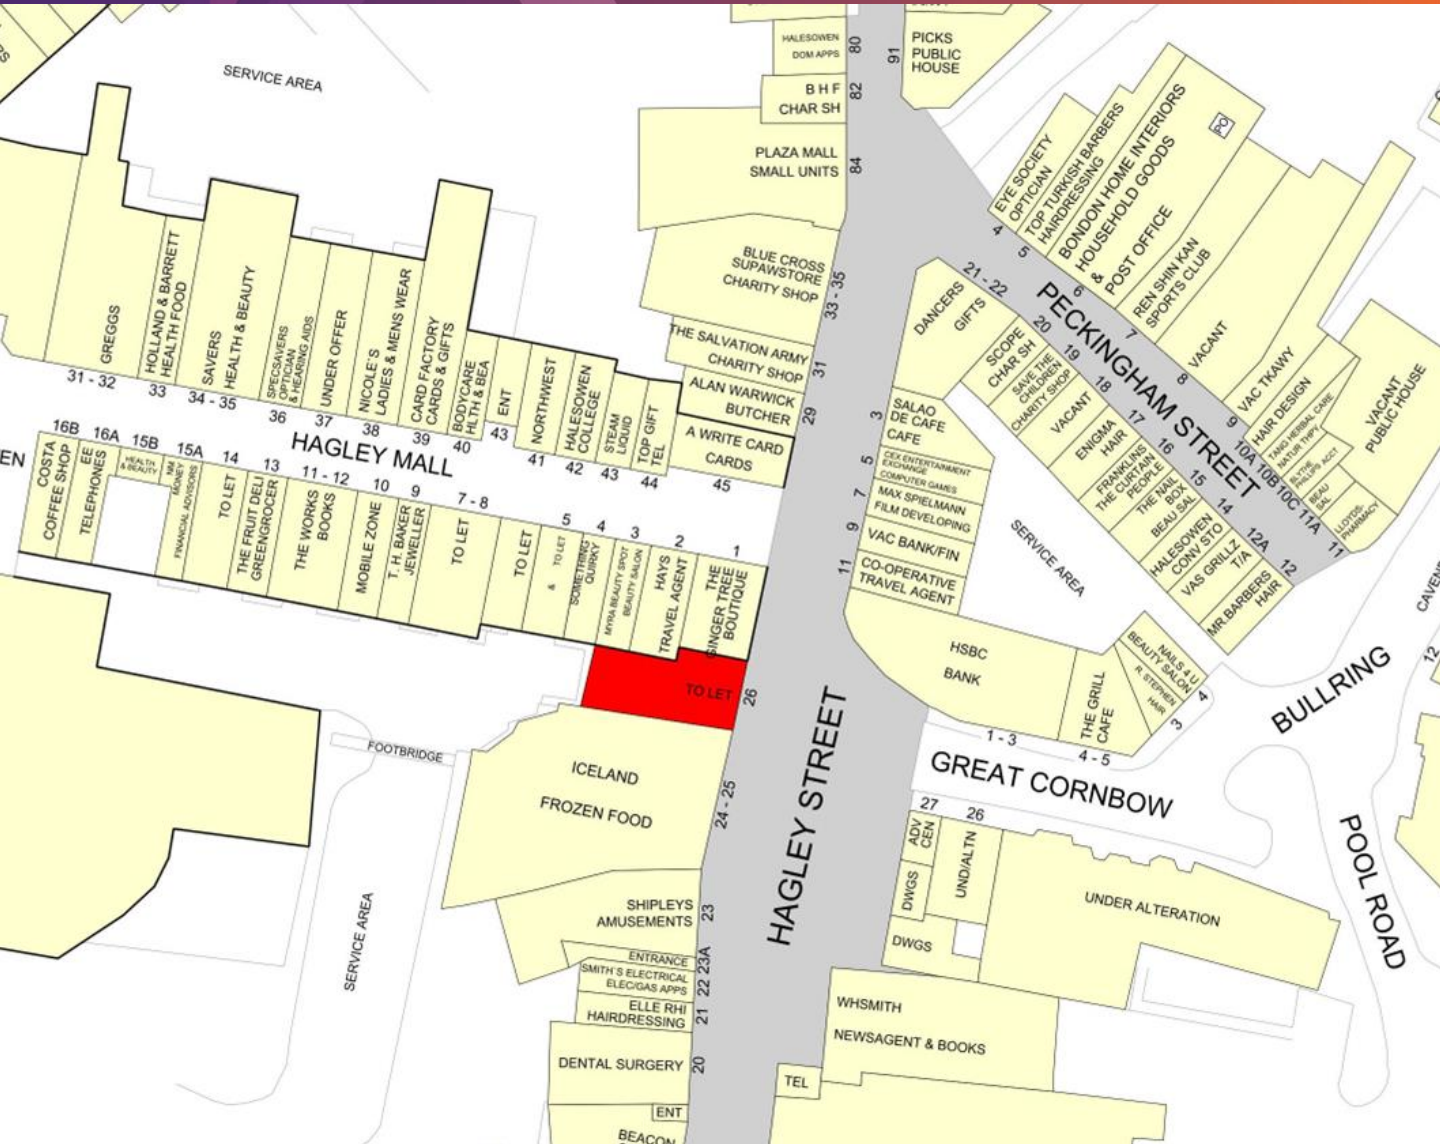 SERVICE AREA
HALESOWEN
DOM APPS
80
B H F
CHAR SH
82
PLAZA MALL
SMALL UNITS
84
91
PICKS
PUBLIC
HOUSE
BLUE CROSS
SUPAWSTORE
CHARITY SHOP
33 - 35
THE SALVATION ARMY
CHARITY SHOP
31
ALAN WARWICK
BUTCHER
29
A WRITE CARD
CARDS
45
GREGGS
31 - 32
HOLLAND & BARRETT
HEALTH FOOD
33
SAVERS
HEALTH & BEAUTY
34 - 35
SPECSAVERS
OPTICIAN
& HEARING AIDS
36
UNDER OFFER
37
NICOLE'S
LADIES & MENS WEAR
38
CARD FACTORY
CARDS & GIFTS
39
BODYCARE
HLTH & BEA
40
ENT
43
NORTHWEST
41
HALESOWEN
COLLEGE
42
STEAM
LIQUID
43
TOP GIFT
TEL
44
HAGLEY MALL
EN
16B
COSTA
COFFEE SHOP
16A
EE
TELEPHONES
15B
HEALTH
& BEAUTY
15A
NM
MONEY
FINANCIAL ADVISORS
14
TO LET
13
THE FRUIT DELI
GREENGROCER
11 - 12
THE WORKS
BOOKS
10
MOBILE ZONE
9
T. H. BAKER
JEWELLER
7 - 8
TO LET
TO LET
5
& TO LET
4
SOMETHING
QUIRKY
3
MYRA BEAUTY SPOT
BEAUTY SALON
2
HAYS
TRAVEL AGENT
1
THE
GINGER TREE
BOUTIQUE
TO LET
26
FOOTBRIDGE
ICELAND
FROZEN FOOD
24 - 25
SERVICE AREA
SHIPLEYS
AMUSEMENTS
23
ENTRANCE
23A
SMITH'S ELECTRICAL
ELEC/GAS APPS
22
ELLE RHI
HAIRDRESSING
21
DENTAL SURGERY
20
ENT
BEACON
HAGLEY STREET
EYE SOCIETY
OPTICIAN
4
TOP TURKISH BARBERS
HAIRDRESSING
5
BONDON HOME INTERIORS
HOUSEHOLD GOODS
&
POST OFFICE
PO
6
REN SHIN KAN
SPORTS CLUB
7
VACANT
8
VAC TKAWY
9
HAIR DESIGN
10A
YANG HERBAL CARE
NATUR THPY
10B
BLYTHE
PHILLIPS ACCT
10C
BEAU
SAL
11A
LLOYDS
PHARMACY
11
VACANT
PUBLIC HOUSE
PECKINGHAM STREET
DANCERS
GIFTS
21 - 22
SCOPE
CHAR SH
20
SAVE THE
CHILDREN
CHARITY SHOP
19
VACANT
18
ENIGMA
HAIR
17
FRANKLINS
THE CURTAIN
PEOPLE
16
THE NAIL
BOX
BEAU SAL
15
HALESOWEN
CONV STO
14
VAS GRILLZ
T/A
12A
MR.BARBERS
HAIR
12
SALAO
DE CAFE
CAFE
3
CEX ENTERTAINMENT
EXCHANGE
COMPUTER GAMES
5
MAX SPIELMANN
FILM DEVELOPING
7
VAC BANK/FIN
9
CO-OPERATIVE
TRAVEL AGENT
11
SERVICE AREA
HSBC
BANK
1 - 3
THE GRILL
CAFE
4 - 5
NAILS 4 U
BEAUTY SALON
4
R. STEPHEN
HAIR
3
BULLRING
CAVEN
12
GREAT CORNBOW
POOL ROAD
27
ADV
CEN
26
UND/ALTN
DWGS
DWGS
UNDER ALTERATION
WHSMITH
NEWSAGENT & BOOKS
TEL